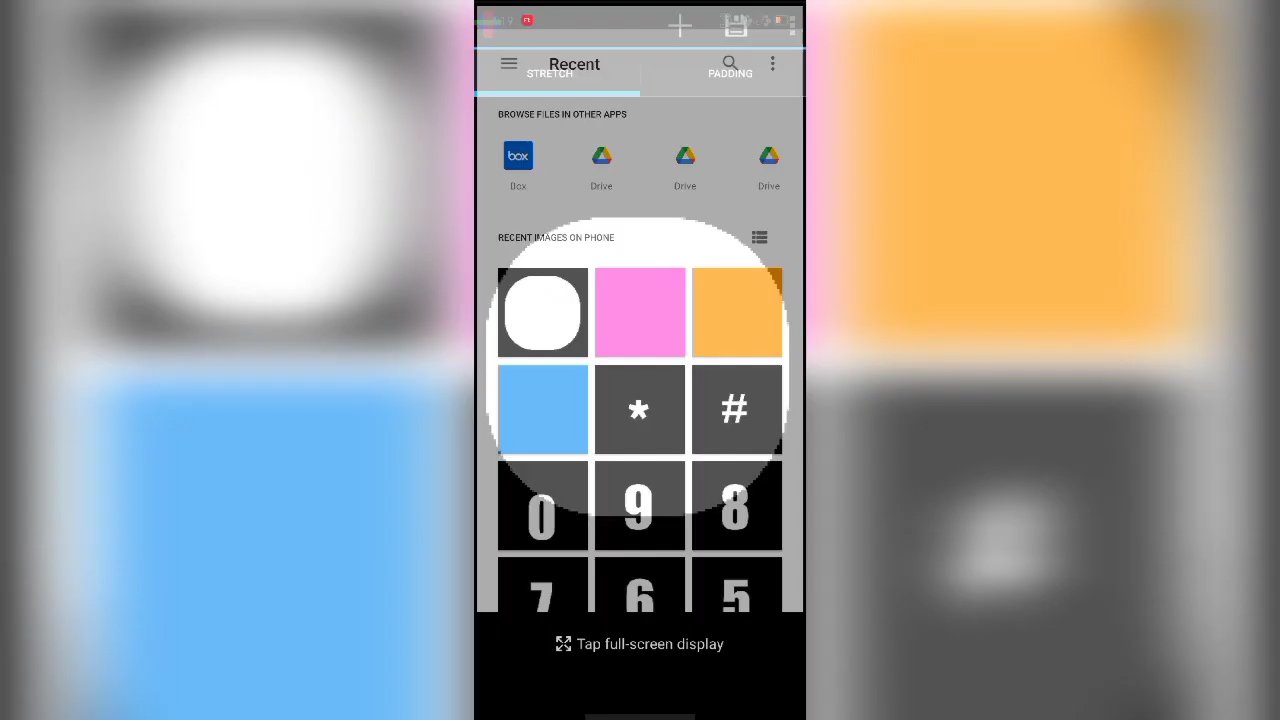 Recent
STRETCH PADDING
BROWSE FILES IN OTHER APPS
box
Box Drive Drive Drive
RECENT IMAGES ON PHONE
* #
0 9 8
7 6 5
Tap full-screen display